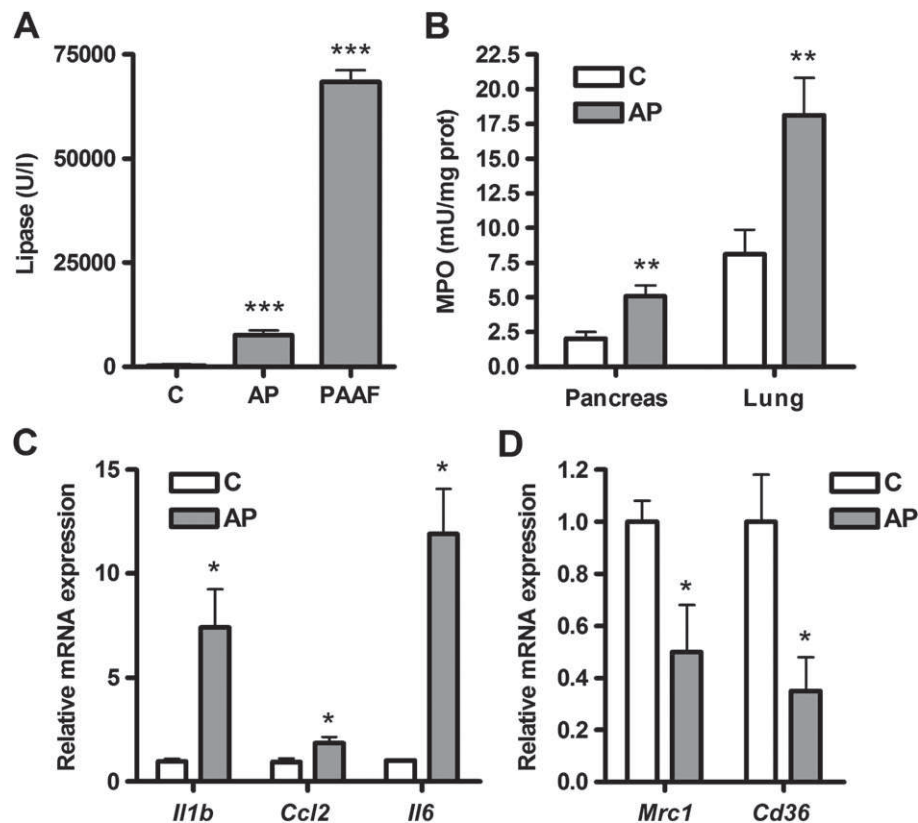 A
Lipase (U/l)
75000
50000
25000
0
***
***
C
AP
PAAF
B
MPO (mU/mg prot)
22.5
20.0
17.5
15.0
12.5
10.0
7.5
5.0
2.5
0.0
C
AP
**
**
Pancreas
Lung
C
Relative mRNA expression
15
10
5
0
C
AP
*
*
*
Il1b
Ccl2
Il6
D
Relative mRNA expression
1.2
1.0
0.8
0.6
0.4
0.2
0.0
C
AP
*
*
Mrc1
Cd36